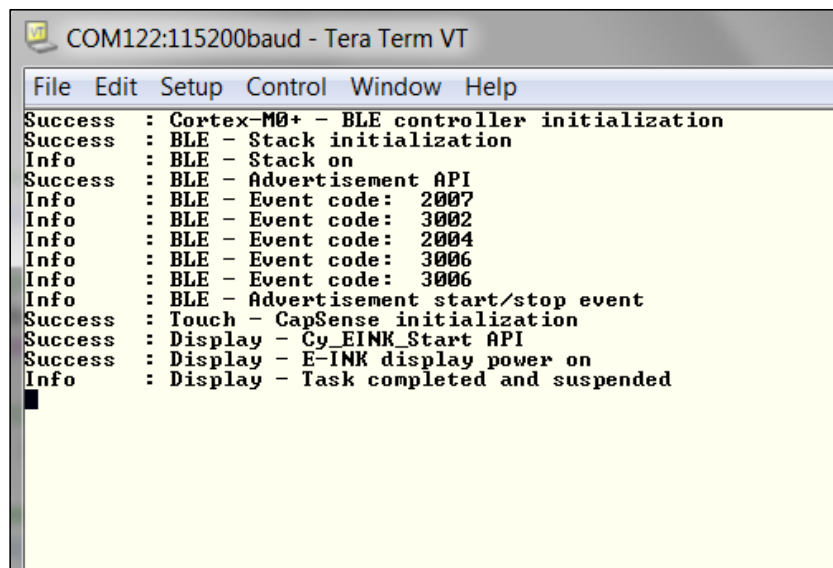 COM122:115200baud - Tera Term VT
File Edit Setup Control Window Help
Success : Cortex-M0+ - BLE controller initialization
Success : BLE - Stack initialization
Info : BLE - Stack on
Success : BLE - Advertisement API
Info : BLE - Event code: 2007
Info : BLE - Event code: 3002
Info : BLE - Event code: 2004
Info : BLE - Event code: 3006
Info : BLE - Event code: 3006
Info : BLE - Advertisement start/stop event
Success : Touch - CapSense initialization
Success : Display - Cy_EINK_Start API
Success : Display - E-INK display power on
Info : Display - Task completed and suspended